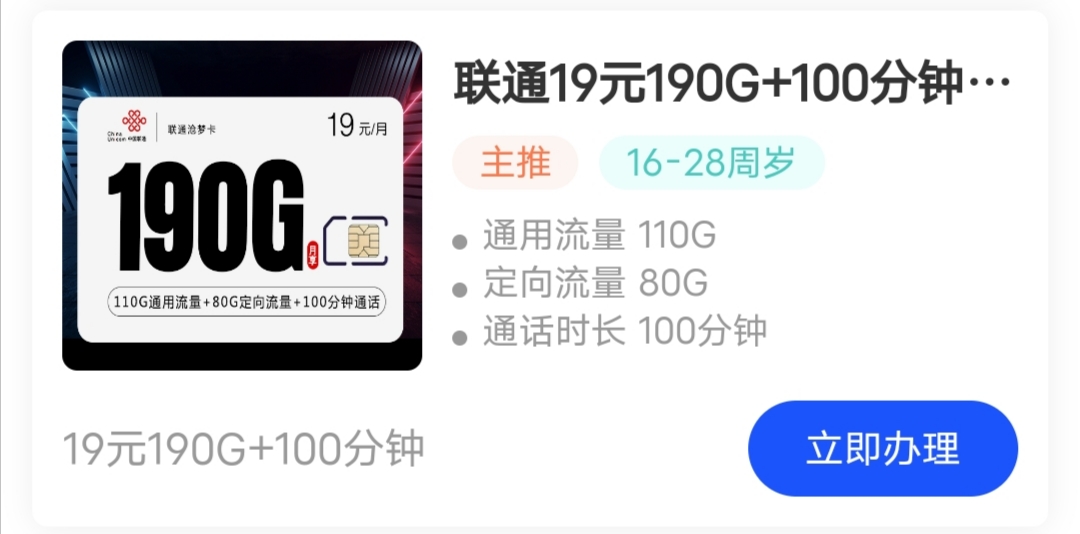 China
Unicom 中国联通
联通沧梦卡
19 元/月
190G
月享
110G通用流量+80G定向流量+100分钟通话
联通19元190G+100分钟…
主推
16-28周岁
通用流量 110G
定向流量 80G
通话时长 100分钟
19元190G+100分钟
立即办理